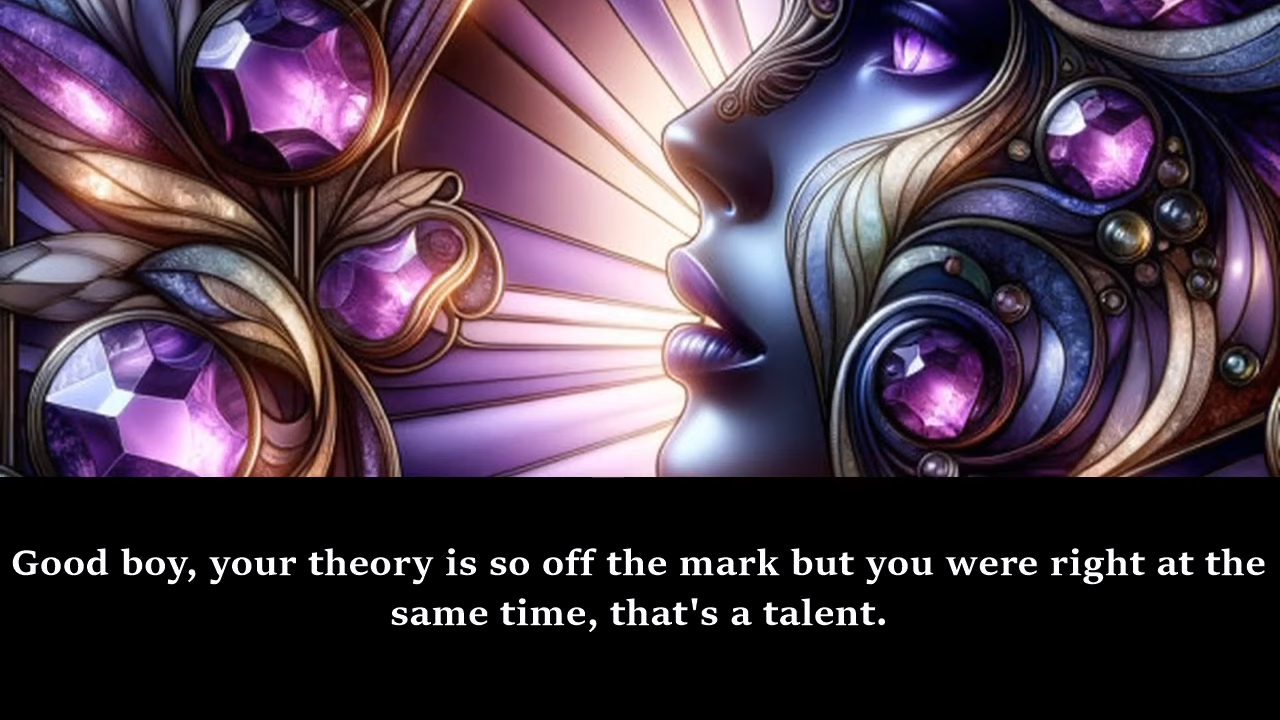 Good boy, your theory is so off the mark but you were right at the
same time, that's a talent.